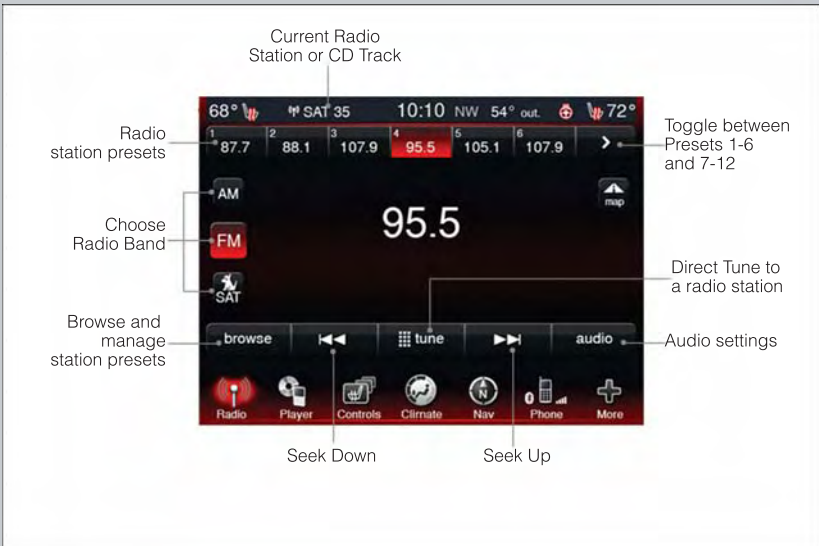 Current Radio
Station or CD Track
68° SAT 35 10:10 NW 54° out. 72°
Radio
station presets
1 87.7 2 88.1 3 107.9 4 95.5 5 105.1 6 107.9 >
Toggle between
Presets 1-6
and 7-12
AM
map
Choose
Radio Band
FM
95.5
SAT
Direct Tune to
a radio station
Browse and
manage
station presets
browse tune audio
Audio settings
N
Radio Player Controls Climate Nav Phone More
Seek Down Seek Up